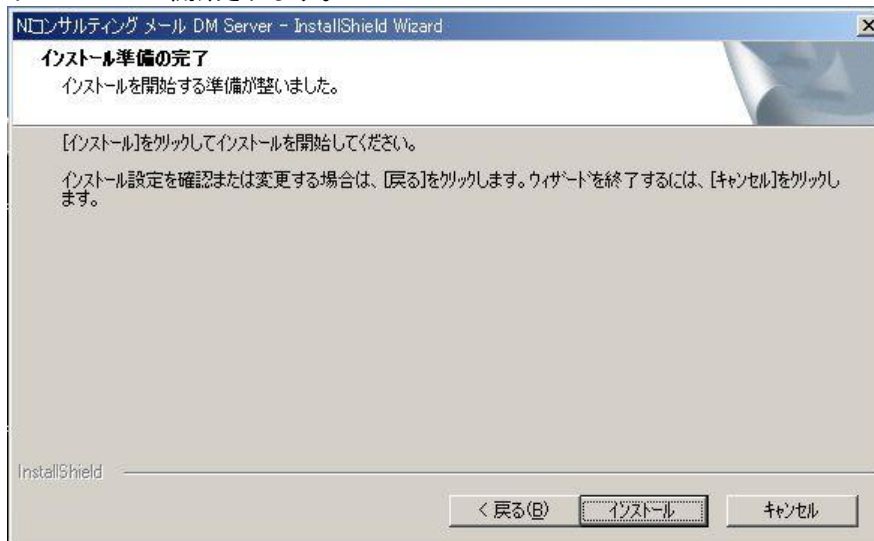 NIコンサルティング メール DM Server - InstallShield Wizard
インストール準備の完了
インストールを開始する準備が整いました。
[インストール]をクリックしてインストールを開始してください。
インストール設定を確認または変更する場合は、[戻る]をクリックします。ウィザードを終了するには、[キャンセル]をクリックし
ます。
InstallShield
< 戻る(B)
インストール
キャンセル